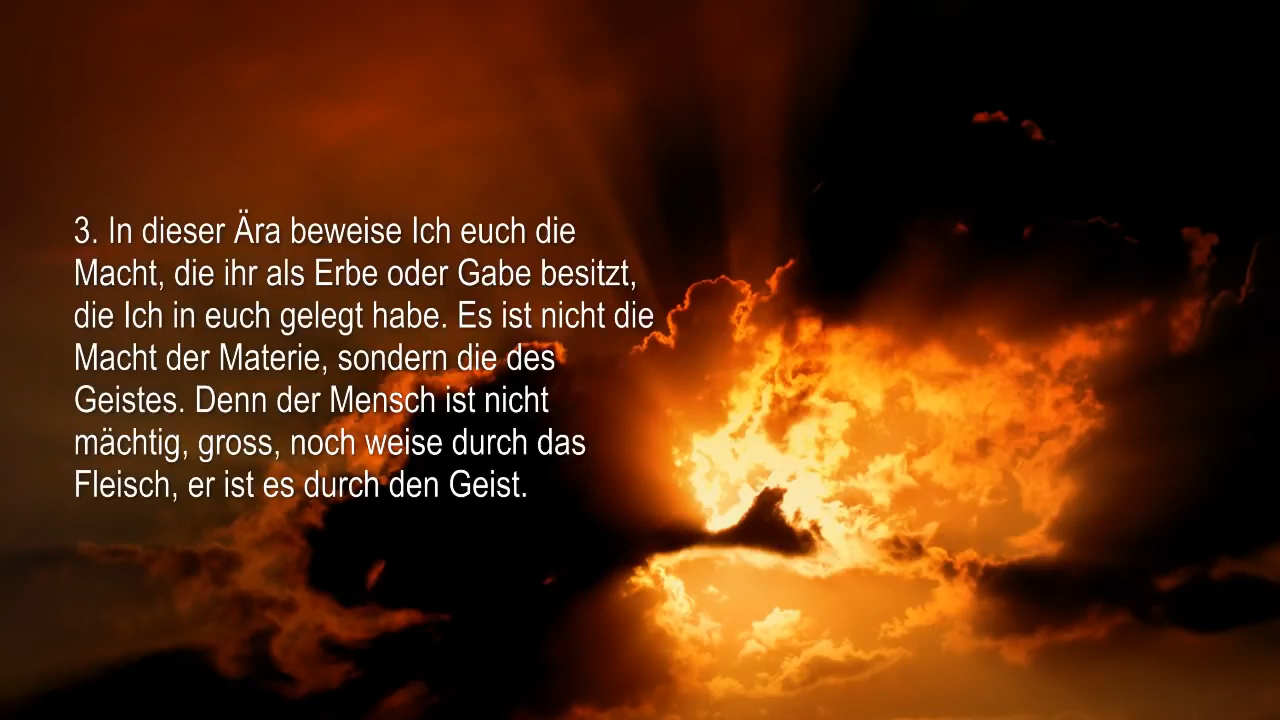 3. In dieser Ära beweise Ich euch die
Macht, die ihr als Erbe oder Gabe besitzt,
die Ich in euch gelegt habe. Es ist nicht die
Macht der Materie, sondern die des
Geistes. Denn der Mensch ist nicht
mächtig, gross, noch weise durch das
Fleisch, er ist es durch den Geist.